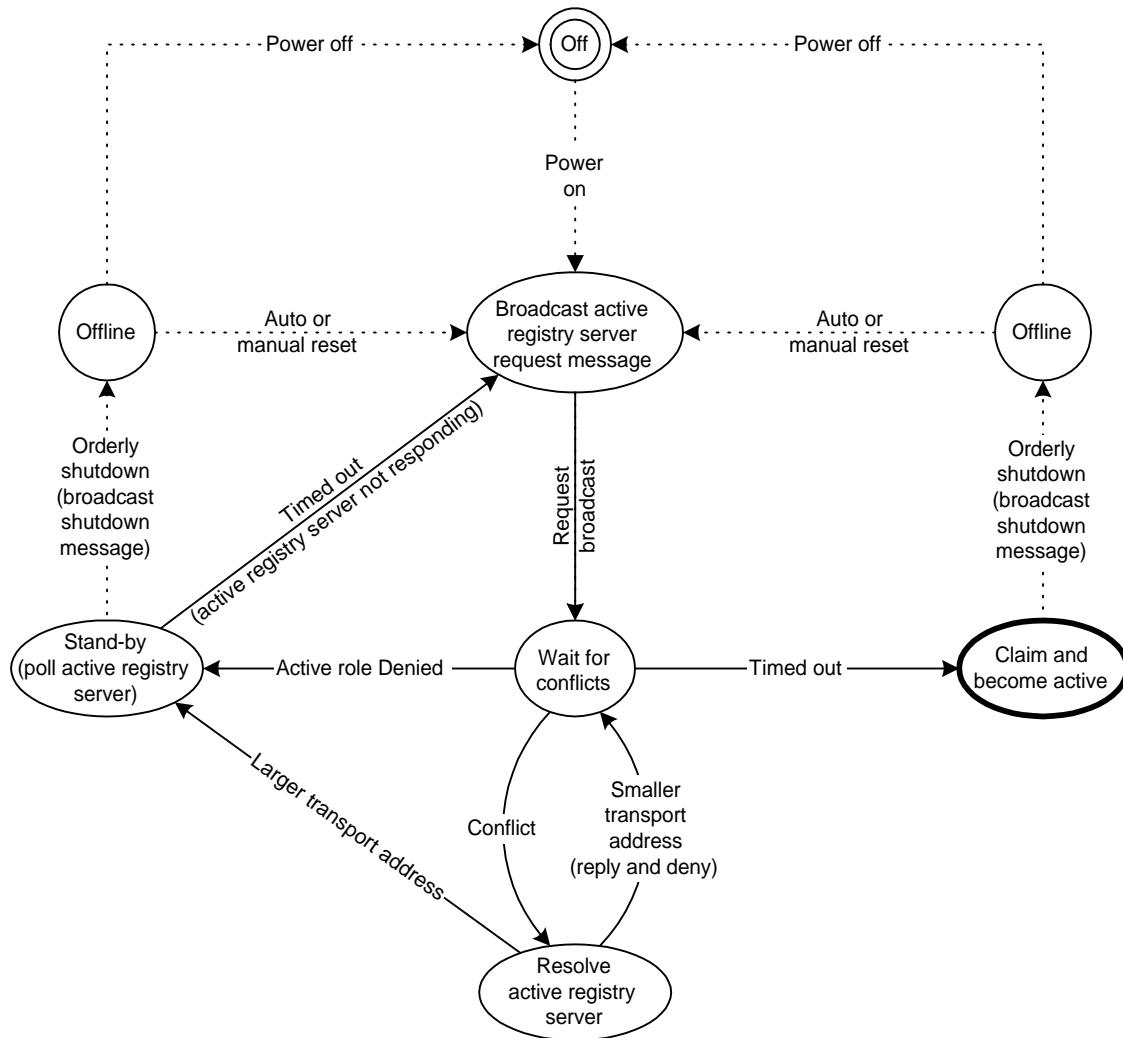 Power off
Off
Power off
Power
on
Offline
Auto or
manual reset
Broadcast active
registry server
request message
Auto or
manual reset
Offline
Orderly
shutdown
(broadcast
shutdown
message)
Timed out
(active registry server not responding)
Request
broadcast
Orderly
shutdown
(broadcast
shutdown
message)
Stand-by
(poll active registry
server)
Active role Denied
Wait for
conflicts
Timed out
Claim and
become active
Larger transport address
Conflict
Smaller
transport
address
(reply and deny)
Resolve
active registry
server